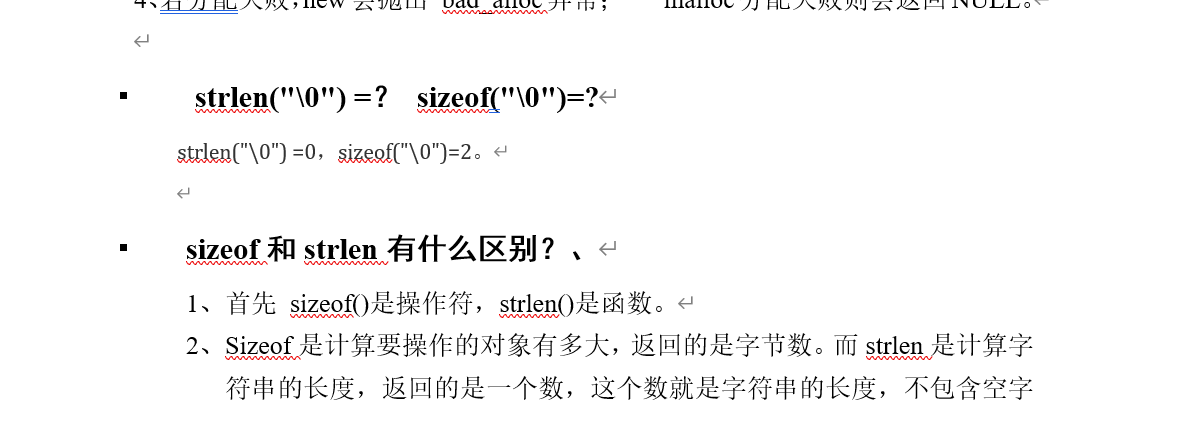 4、若分配失败，new 会抛出 bad_alloc 异常； malloc 分配失败则会返回 NULL。
strlen("\0") =？ sizeof("\0")=?
strlen("\0") =0，sizeof("\0")=2。
sizeof 和 strlen 有什么区别？、
1、首先 sizeof()是操作符，strlen()是函数。
2、Sizeof 是计算要操作的对象有多大，返回的是字节数。而 strlen 是计算字
符串的长度，返回的是一个数，这个数就是字符串的长度，不包含空字